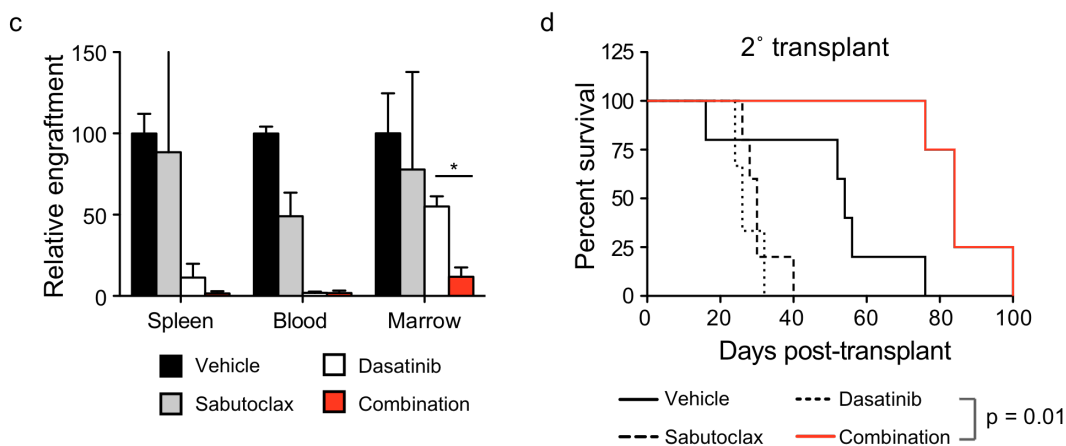 c
Relative engraftment
150
100
50
0
*
Spleen Blood Marrow
Vehicle Dasatinib
Sabutoclax Combination
d
2° transplant
Percent survival
125
100
75
50
25
0
0 20 40 60 80 100
Days post-transplant
Vehicle Dasatinib
Sabutoclax Combination
p = 0.01